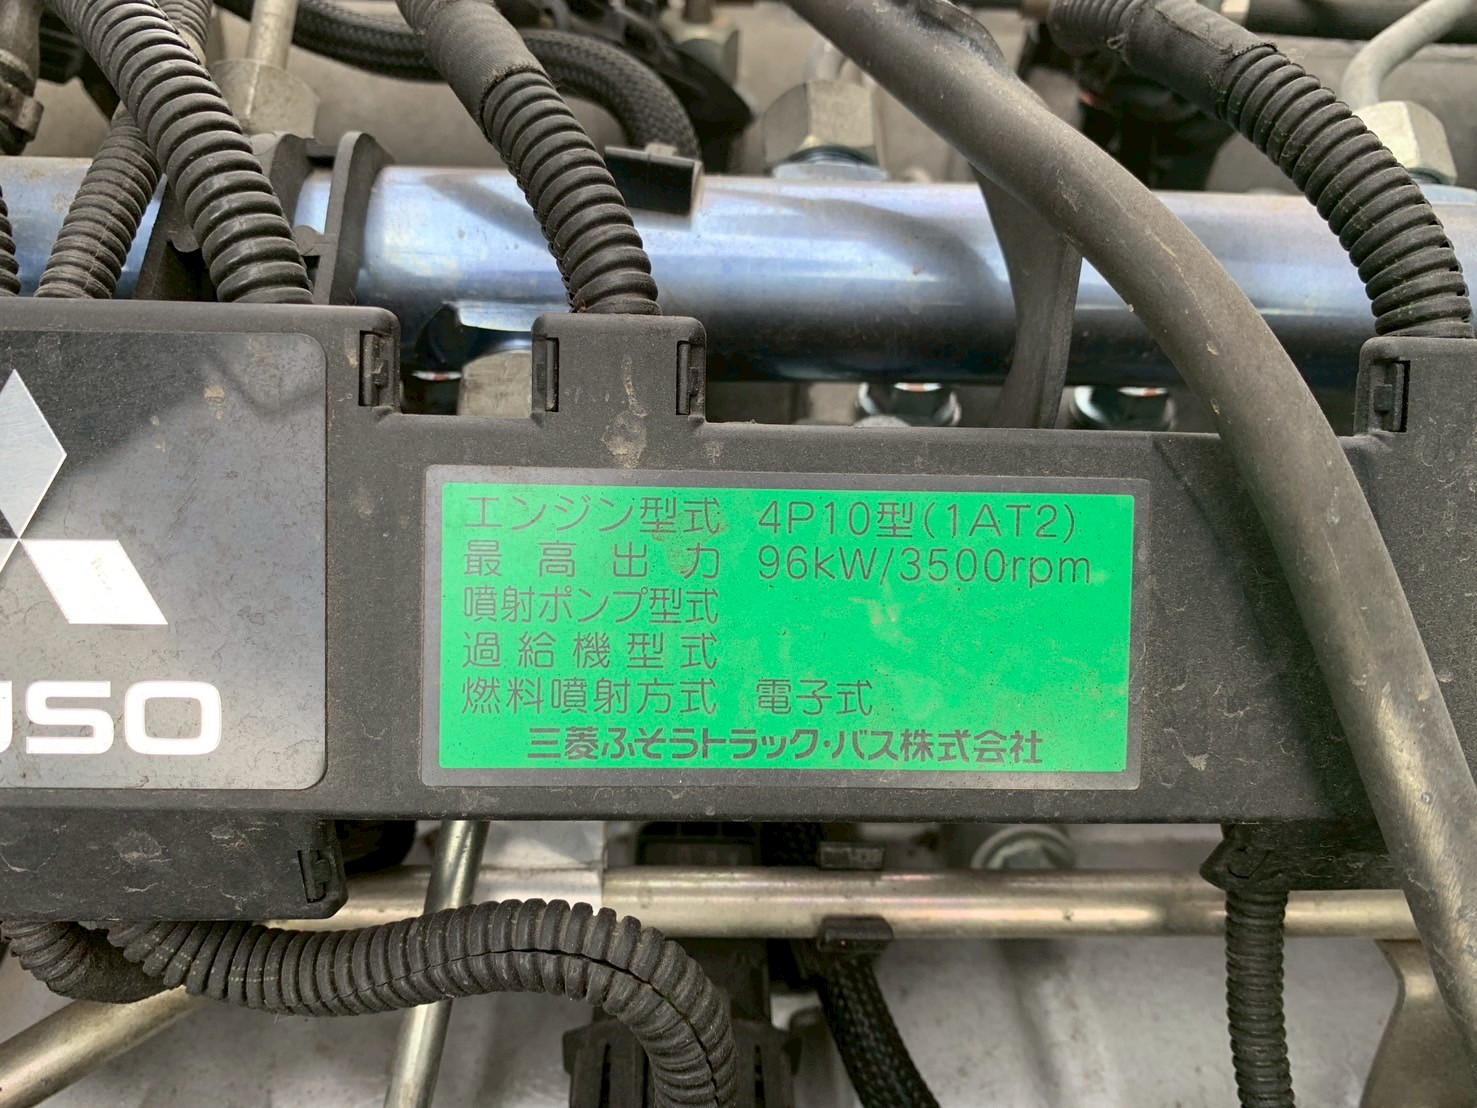 エンジン型式 4P10型(1AT2)
最高出力 96kW/3500rpm
噴射ポンプ型式
過給機型式
燃料噴射方式 電子式
三菱ふそうトラック・バス株式会社
USO